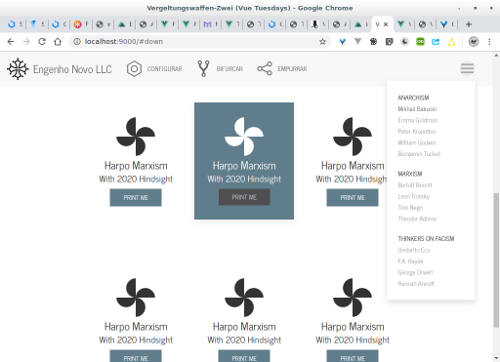 Vergeltungswaffen-Zwei (Vue Tuesdays) - Google Chrome
localhost:9000/#down
Engenho Novo LLC
CONFIGURAR
BIFURCAR
EMPURRAR
ANARCHISM
Mikhail Bakunin
Emma Goldman
Peter Kropotkin
William Godwin
Benjamin Tucket
MARXISM
Bertolt Brecht
Leon Trotsky
Toni Negri
Theodor Adorno
THINKERS ON FACISM
Umberto Eco
F.A. Hayek
George Orwell
Hannah Arendt
Harpo Marxism
With 2020 Hindsight
PRINT ME
Harpo Marxism
With 2020 Hindsight
PRINT ME
Harpo Marxism
With 2020 Hindsight
PRINT ME
Harpo Marxism
With 2020 Hindsight
PRINT ME
Harpo Marxism
With 2020 Hindsight
PRINT ME
Harpo Marxism
With 2020 Hindsight
PRINT ME